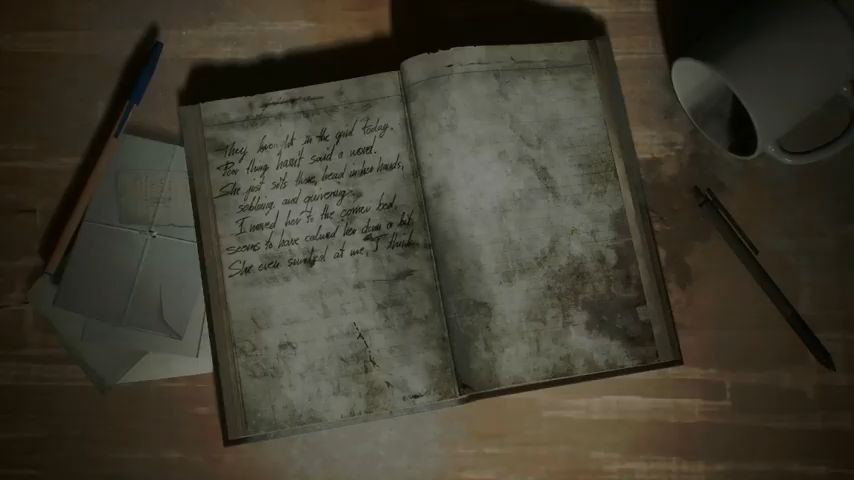 They brought in the girl today.
Poor thing hasn't said a word.
She just sits there, head in her hands,
sobbing and quivering.
I moved her to the corner bed,
seems to have calmed her down a bit.
She even smiled at me, I think.